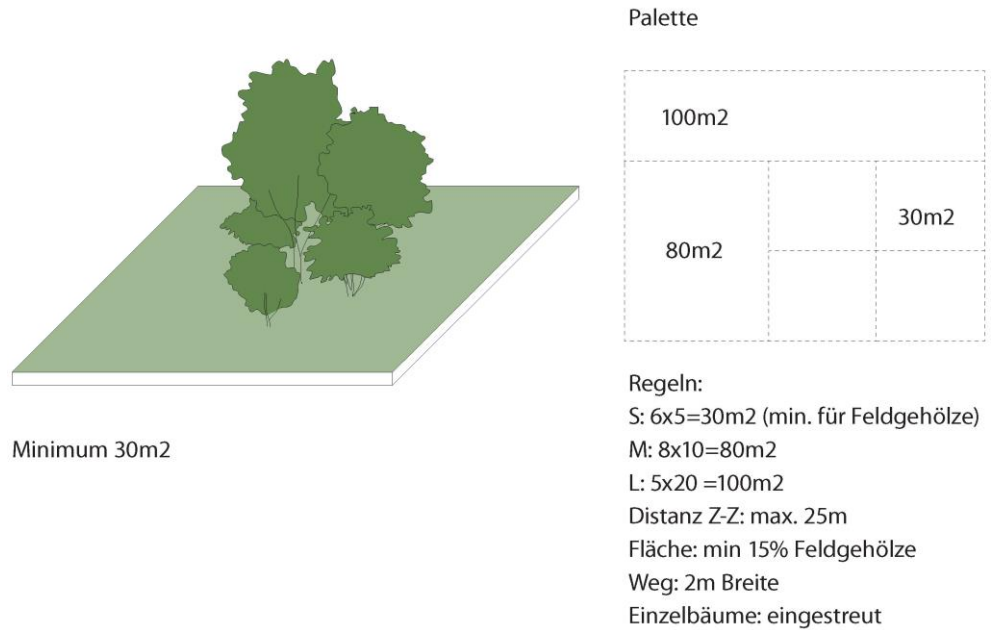 Palette
100m2
30m2
80m2
Minimum 30m2
Regeln:
S: 6x5=30m2 (min. für Feldgehölze)
M: 8x10=80m2
L: 5x20 =100m2
Distanz Z-Z: max. 25m
Fläche: min 15% Feldgehölze
Weg: 2m Breite
Einzelbäume: eingestreut